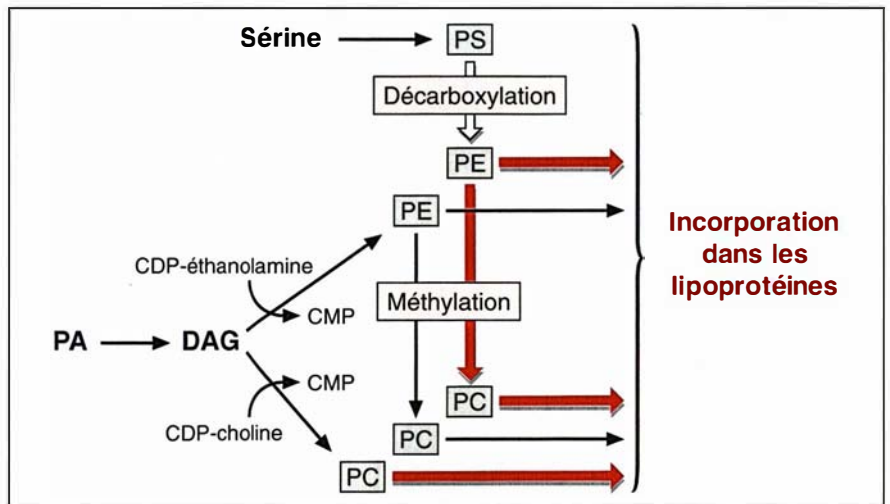 Sérine
PS
Décarboxylation
PE
PE
Incorporation
dans les
lipoprotéines
CDP-éthanolamine
CMP
Méthylation
PA
DAG
CMP
CDP-choline
PC
PC
PC